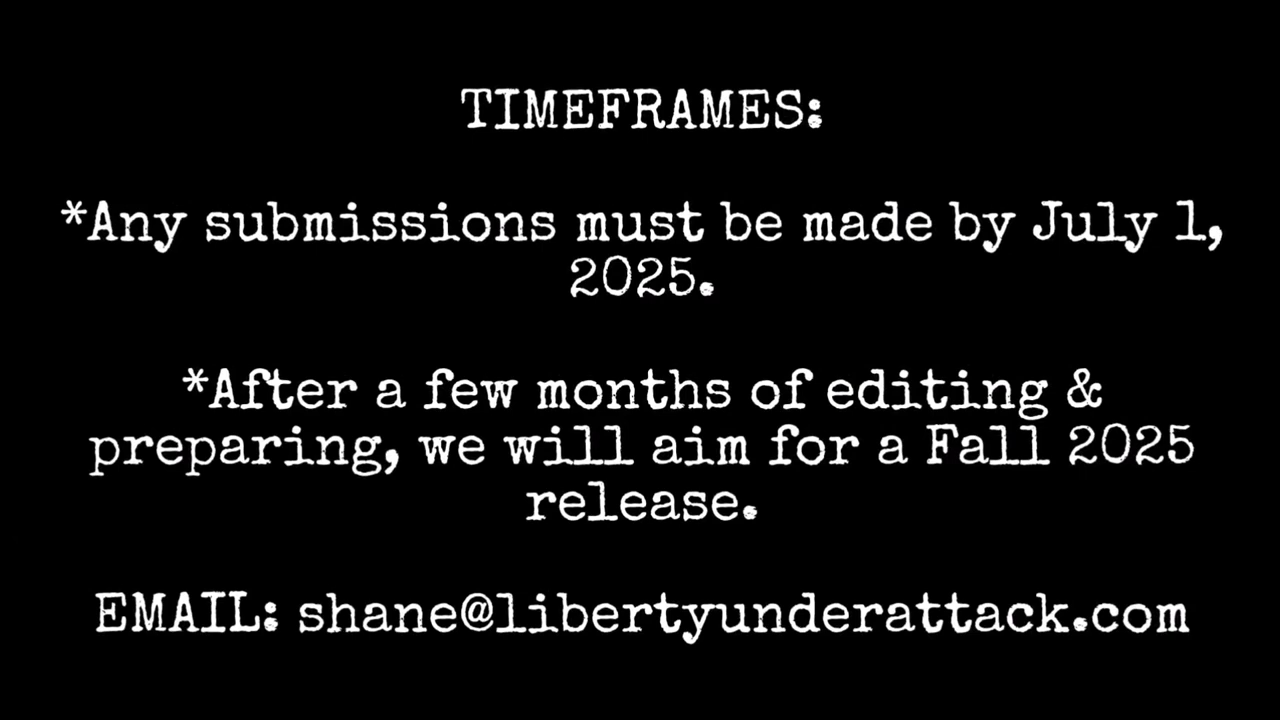 TIMEFRAMES:
*Any submissions must be made by July 1,
2025.
*After a few months of editing &
preparing, we will aim for a Fall 2025
release.
EMAIL: shane@libertyunderattack.com